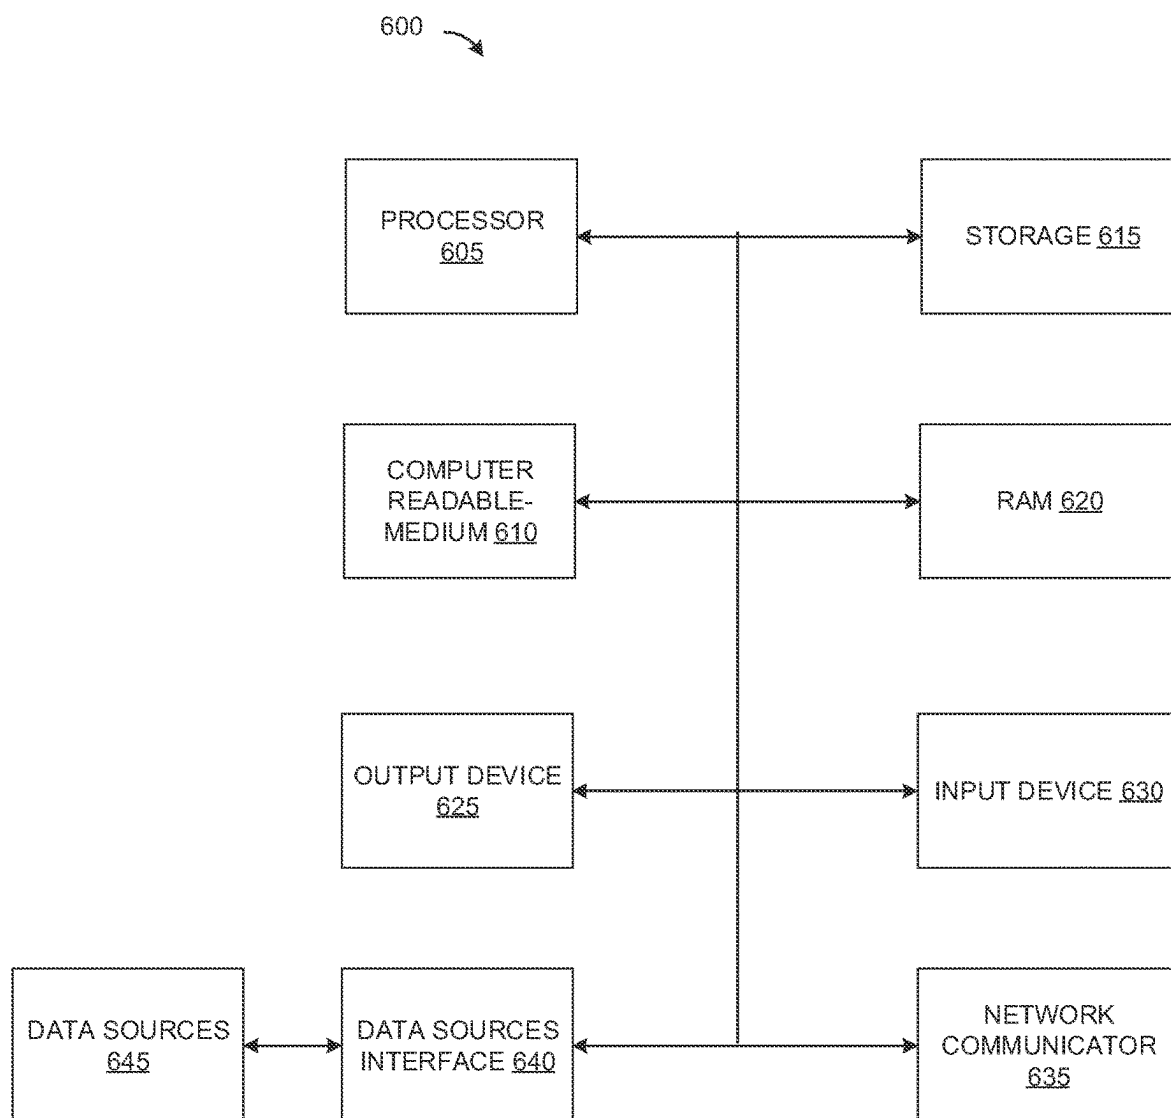 600
PROCESSOR
605
STORAGE 615
COMPUTER
READABLE-
MEDIUM 610
RAM 620
OUTPUT DEVICE
625
INPUT DEVICE 630
DATA SOURCES
645
DATA SOURCES
INTERFACE 640
NETWORK
COMMUNICATOR
635